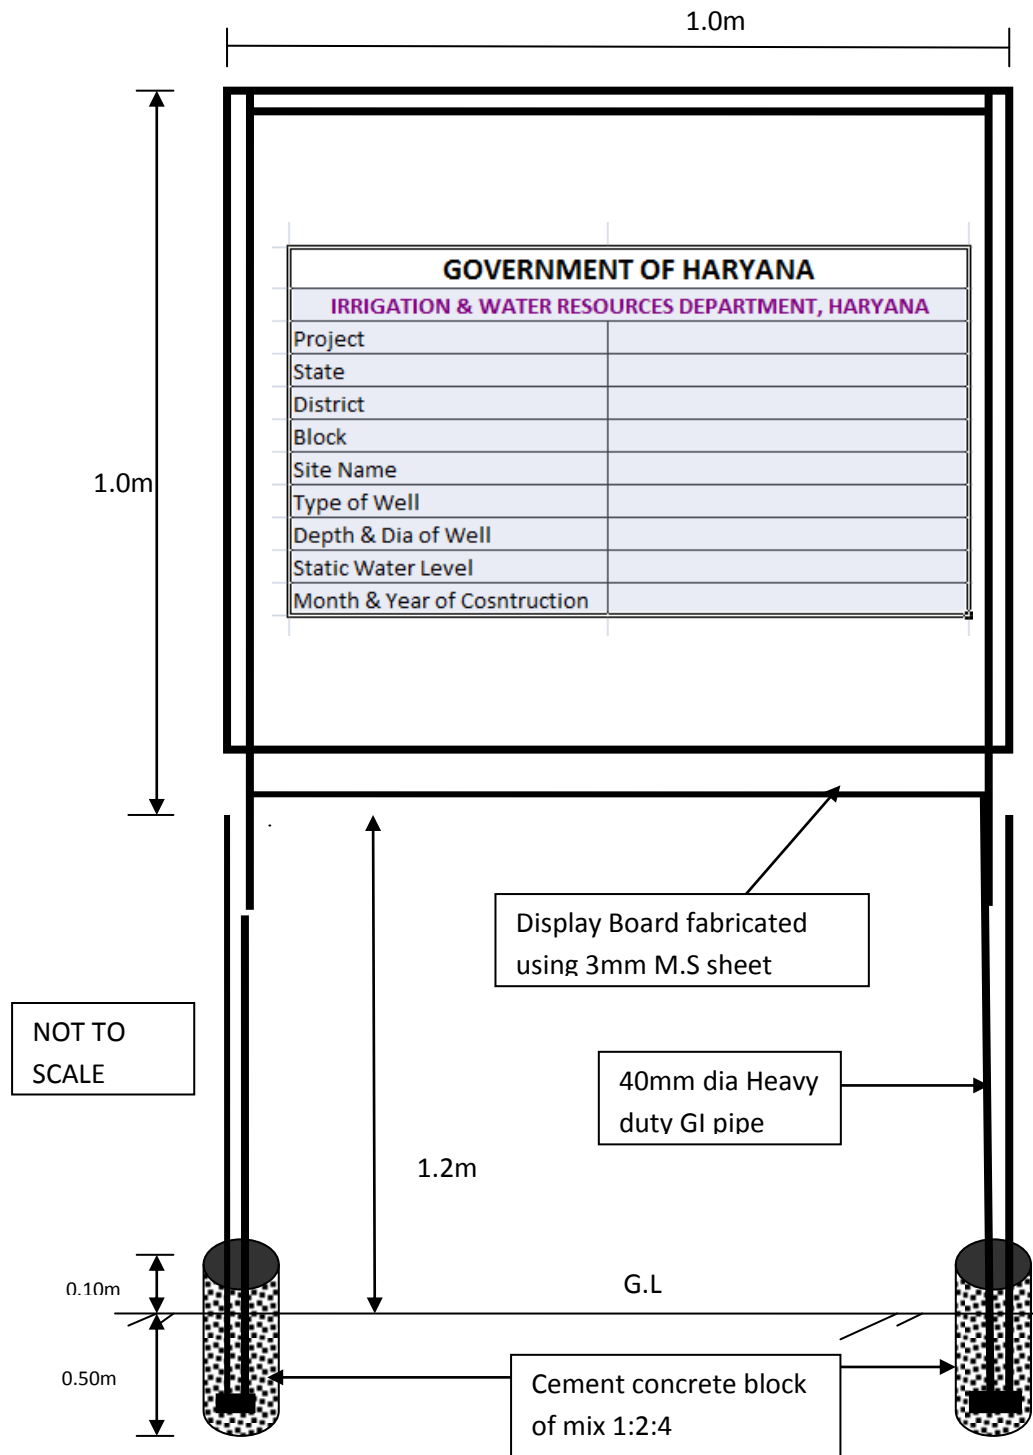 1.0m
GOVERNMENT OF HARYANA
IRRIGATION & WATER RESOURCES DEPARTMENT, HARYANA
Project
State
District
Block
Site Name
Type of Well
Depth & Dia of Well
Static Water Level
Month & Year of Cosntruction
1.0m
Display Board fabricated
using 3mm M.S sheet
NOT TO
SCALE
40mm dia Heavy
duty GI pipe
1.2m
0.10m
G.L
0.50m
Cement concrete block
of mix 1:2:4